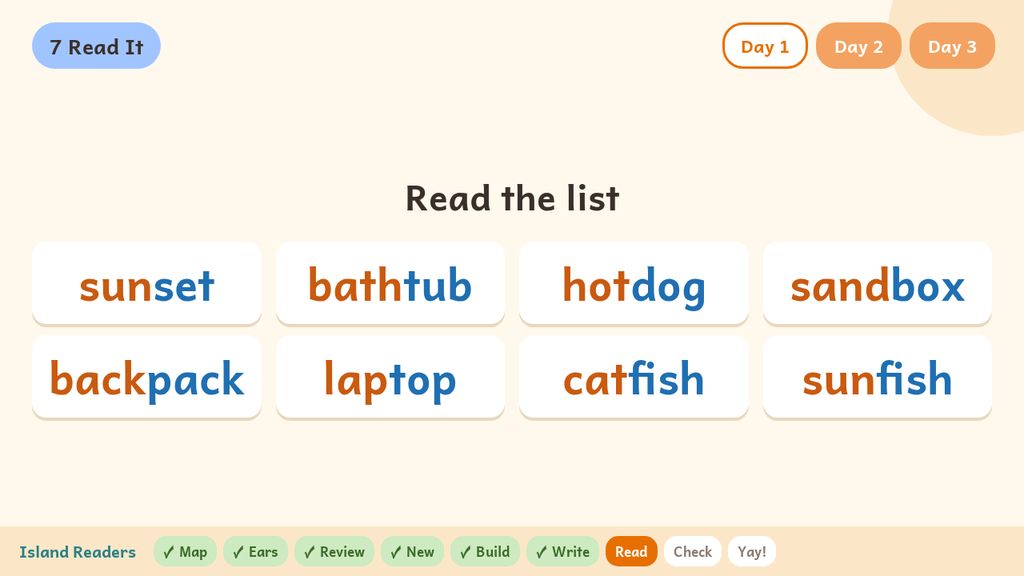 7 Read It
Day 1 Day 2 Day 3
Read the list
sunset bathtub hotdog sandbox
backpack laptop catfish sunfish
Island Readers ✓ Map ✓ Ears ✓ Review ✓ New ✓ Build ✓ Write Read Check Yay!